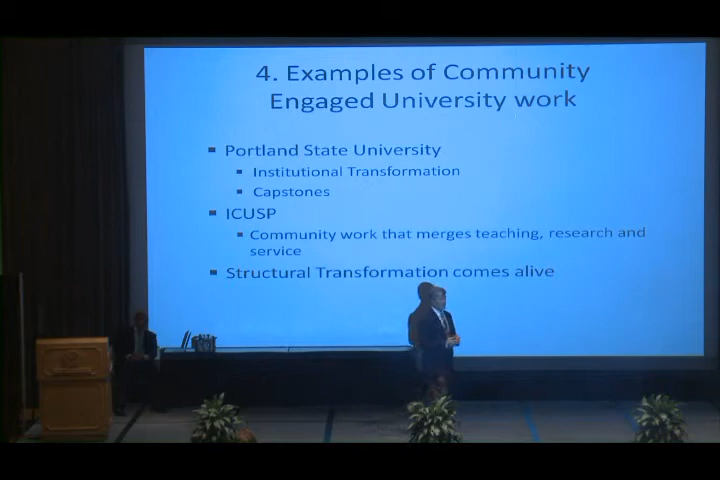 4. Examples of Community
Engaged University work
▪ Portland State University
▪ Institutional Transformation
▪ Capstones
▪ ICUSP
▪ Community work that merges teaching, research and
service
▪ Structural Transformation comes alive